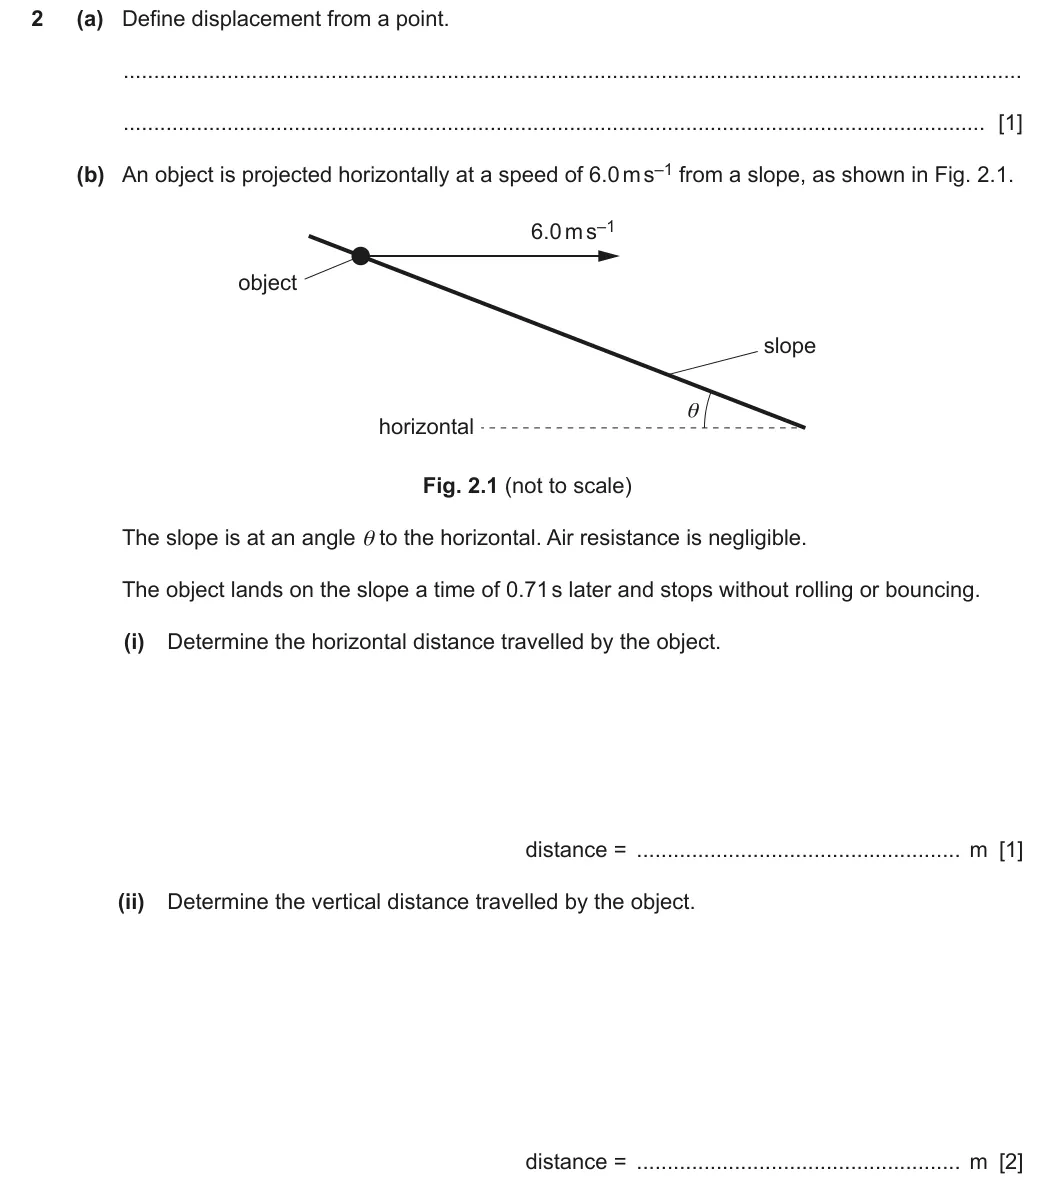 2 (a) Define displacement from a point.
..........................................................................................................................................................
.................................................................................................................................................... [1]
(b) An object is projected horizontally at a speed of 6.0 m s⁻¹ from a slope, as shown in Fig. 2.1.
6.0 m s⁻¹
object
slope
θ
horizontal
Fig. 2.1 (not to scale)
The slope is at an angle θ to the horizontal. Air resistance is negligible.
The object lands on the slope a time of 0.71 s later and stops without rolling or bouncing.
(i) Determine the horizontal distance travelled by the object.
distance = ..................................................... m [1]
(ii) Determine the vertical distance travelled by the object.
distance = ..................................................... m [2]